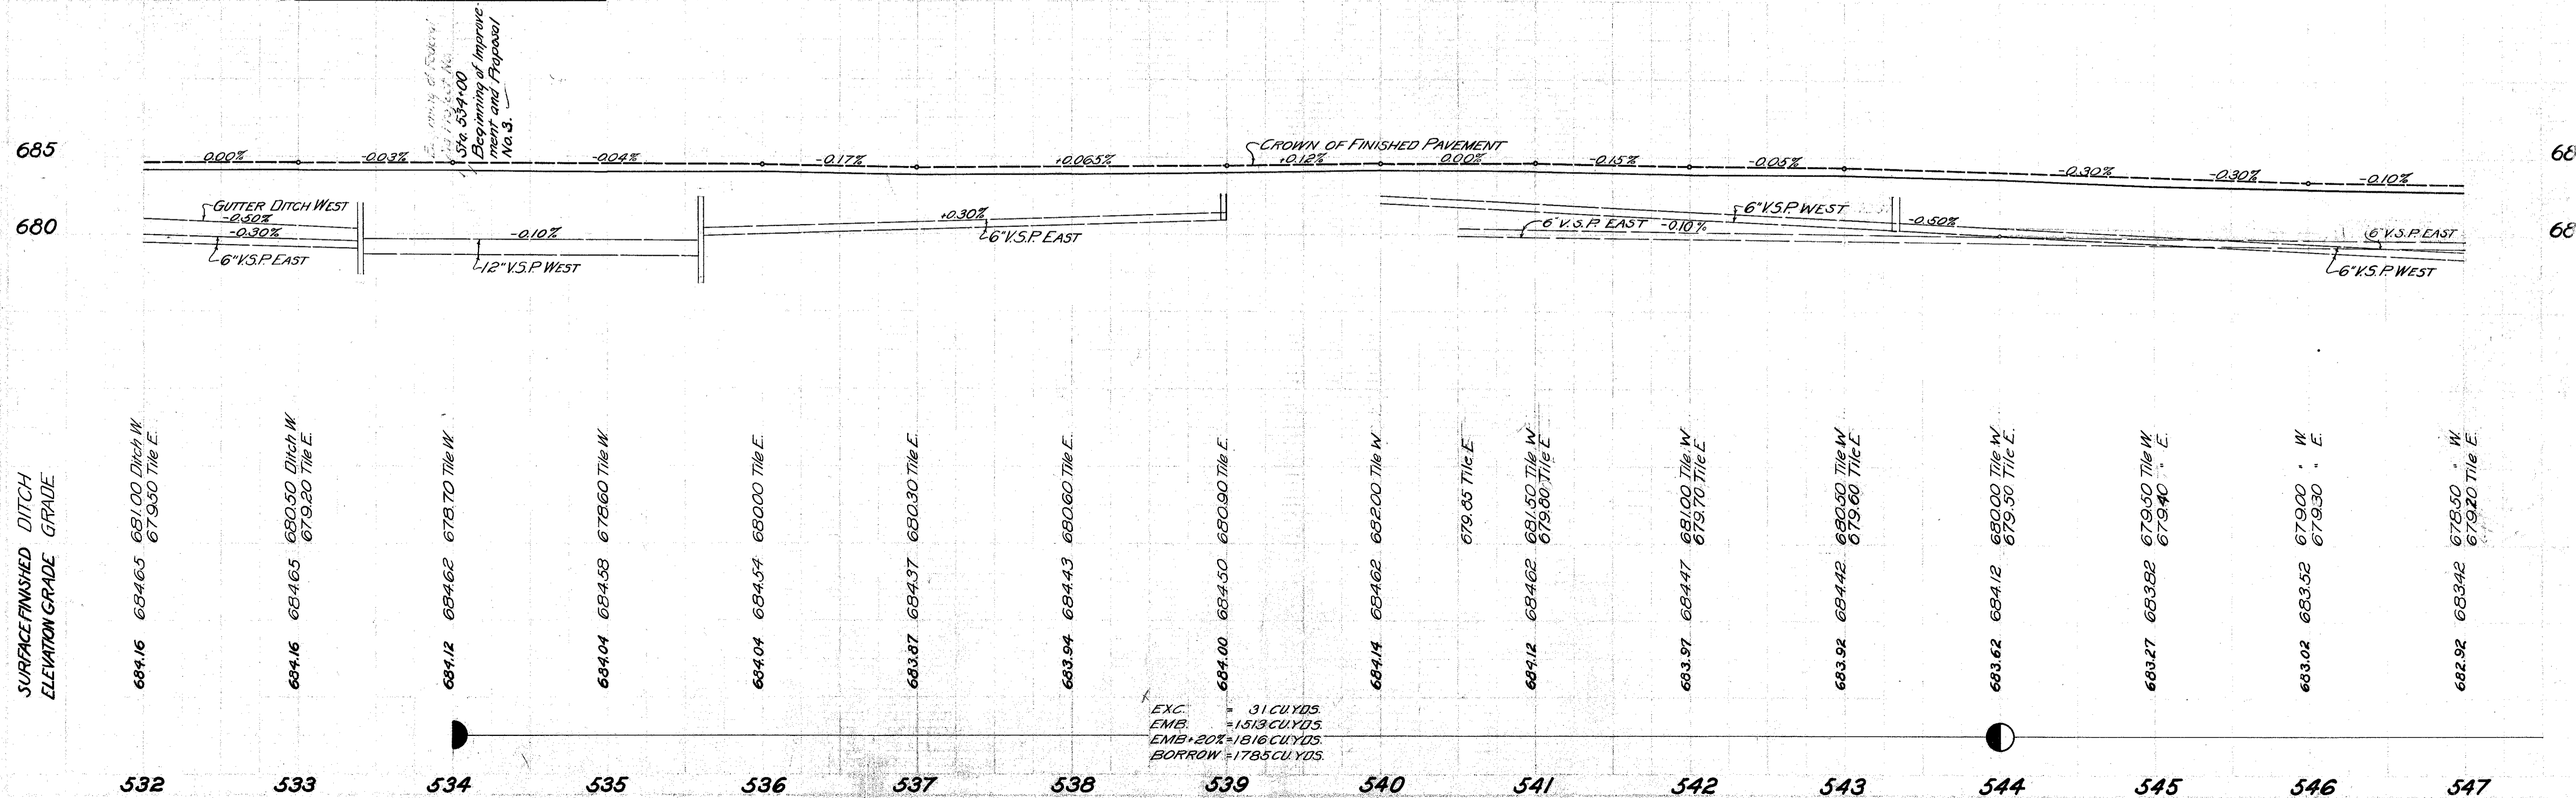 Sta. 534+00
Beginning of Improve-
ment and Proposal
No. 3.
685
0.00%
-0.03%
-0.04%
-0.17%
+0.065%
CROWN OF FINISHED PAVEMENT
+0.12%
0.00%
-0.15%
-0.05%
-0.30%
-0.30%
-0.10%
68
680
GUTTER DITCH WEST
-0.50%
-0.30%
6"V.S.P. EAST
-0.10%
12"V.S.P. WEST
+0.30%
6"V.S.P. EAST
6"V.S.P. WEST
6"V.S.P. EAST -0.10%
-0.50%
6"V.S.P. EAST
6"V.S.P. WEST
68
DITCH
GRADE
681.00 Ditch W.
679.50 Tile E.
680.50 Ditch W.
679.20 Tile E.
678.70 Tile W.
678.60 Tile W.
680.00 Tile E.
680.30 Tile E.
680.60 Tile E.
680.90 Tile E.
682.00 Tile W.
679.85 Tile E.
681.50 Tile W.
679.80 Tile E
681.00 Tile W
679.70 Tile E
680.50 Tile W
679.60 Tile E
680.00 Tile W
679.50 Tile E.
679.50 Tile W.
679.40 " E.
679.00 " W.
679.30 " E.
678.50 " W.
679.20 Tile E.
FINISHED
GRADE
684.65
684.65
684.62
684.58
684.54
684.37
684.43
684.50
684.62
684.62
684.47
684.42
684.12
683.82
683.52
683.42
SURFACE
ELEVATION
684.16
684.16
684.12
684.04
684.04
683.87
683.94
684.00
684.14
684.12
683.97
683.92
683.62
683.27
683.02
682.92
EXC. = 31 CU.YDS.
EMB. =1513 CU.YDS.
EMB+20%=1816 CU.YDS.
BORROW =1785 CU.YDS.
532 533 534 535 536 537 538 539 540 541 542 543 544 545 546 547